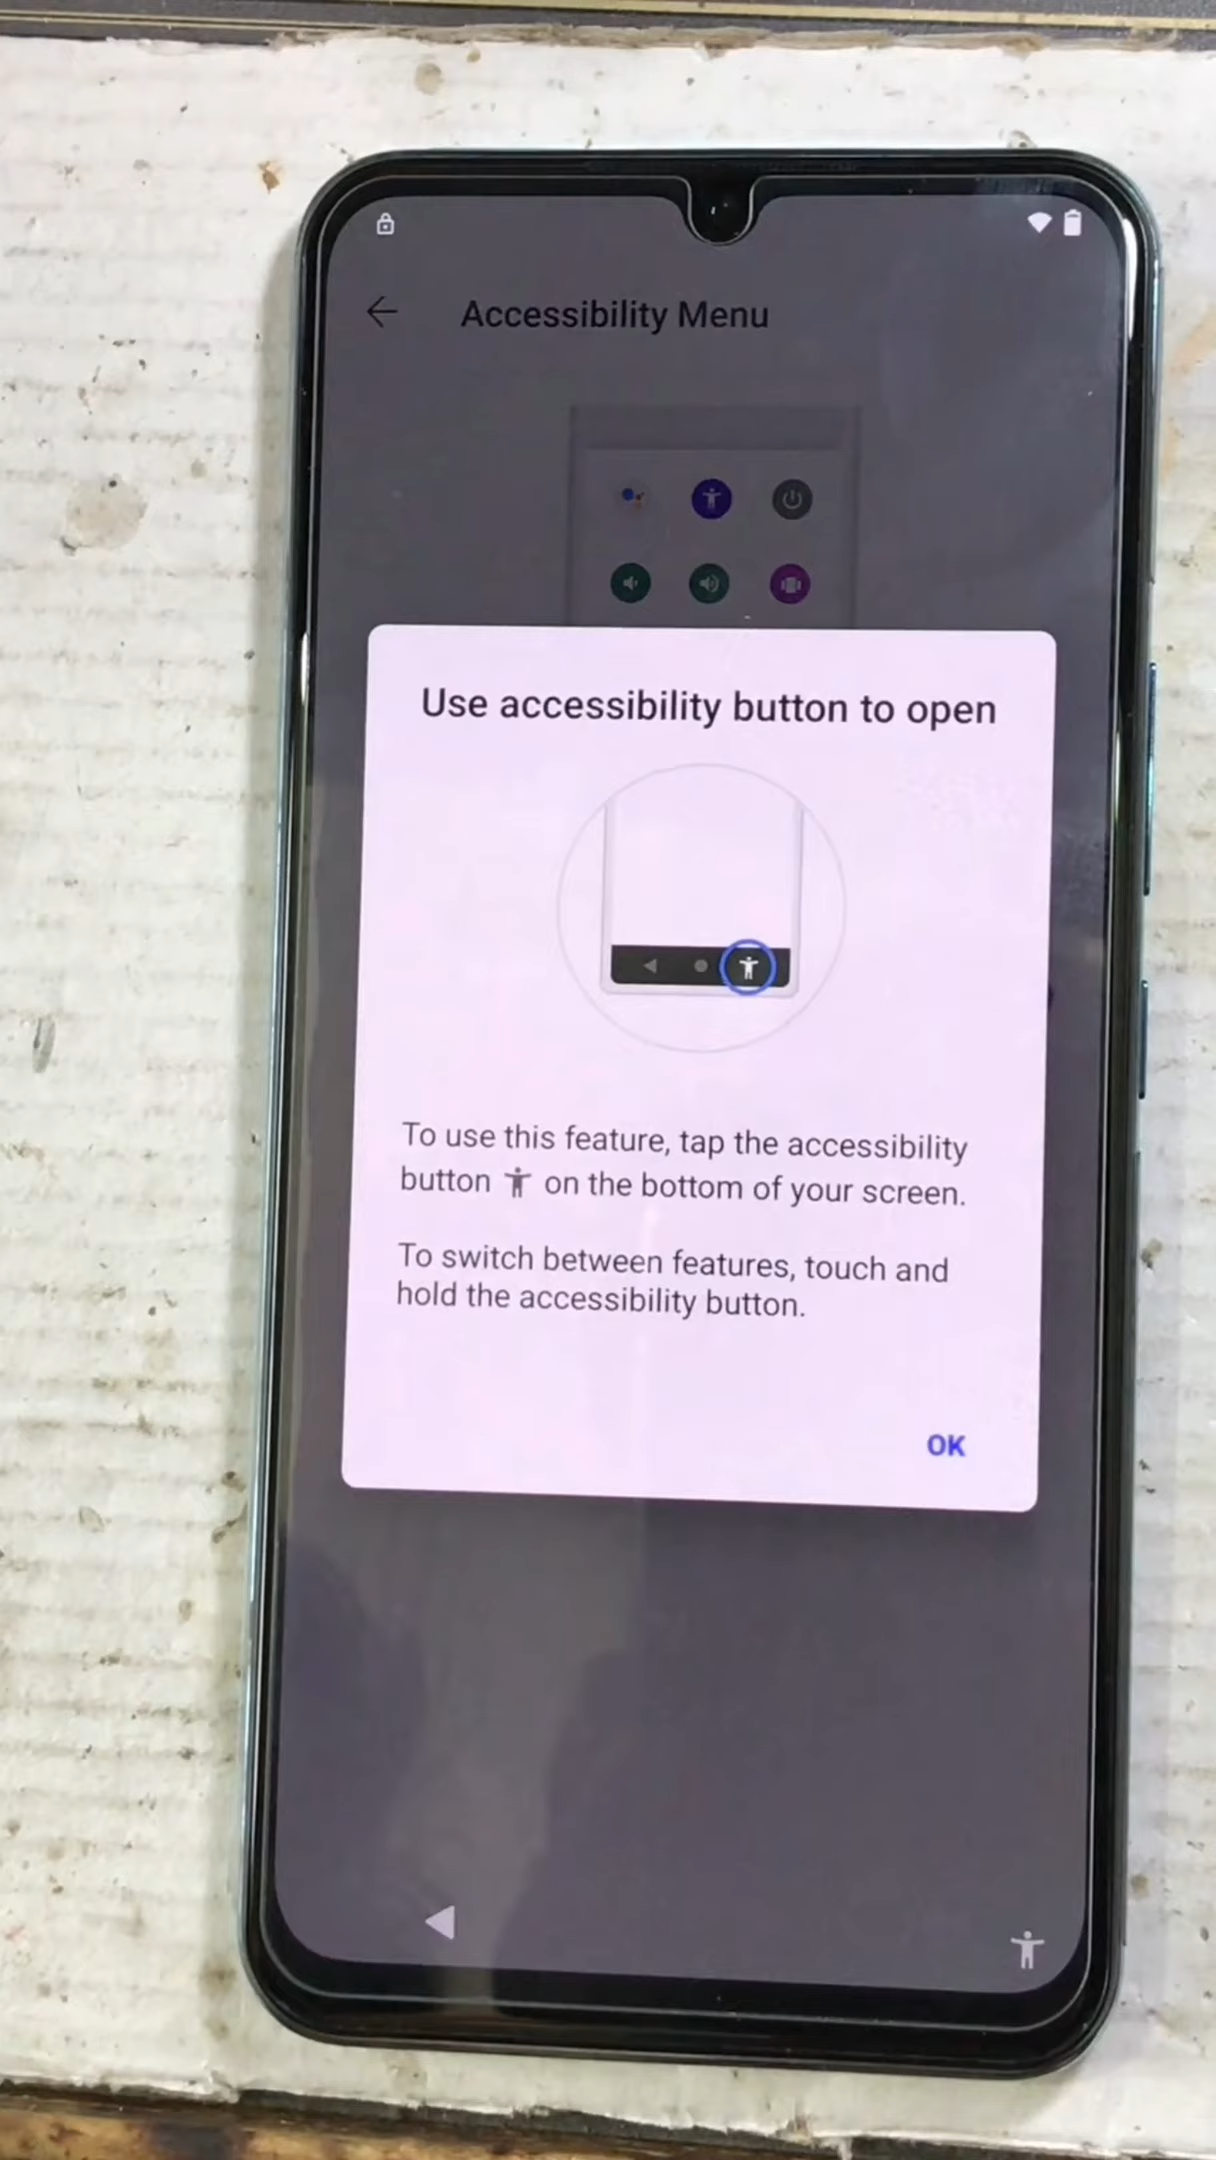 Accessibility Menu
Use accessibility button to open
To use this feature, tap the accessibility
button on the bottom of your screen.
To switch between features, touch and
hold the accessibility button.
OK